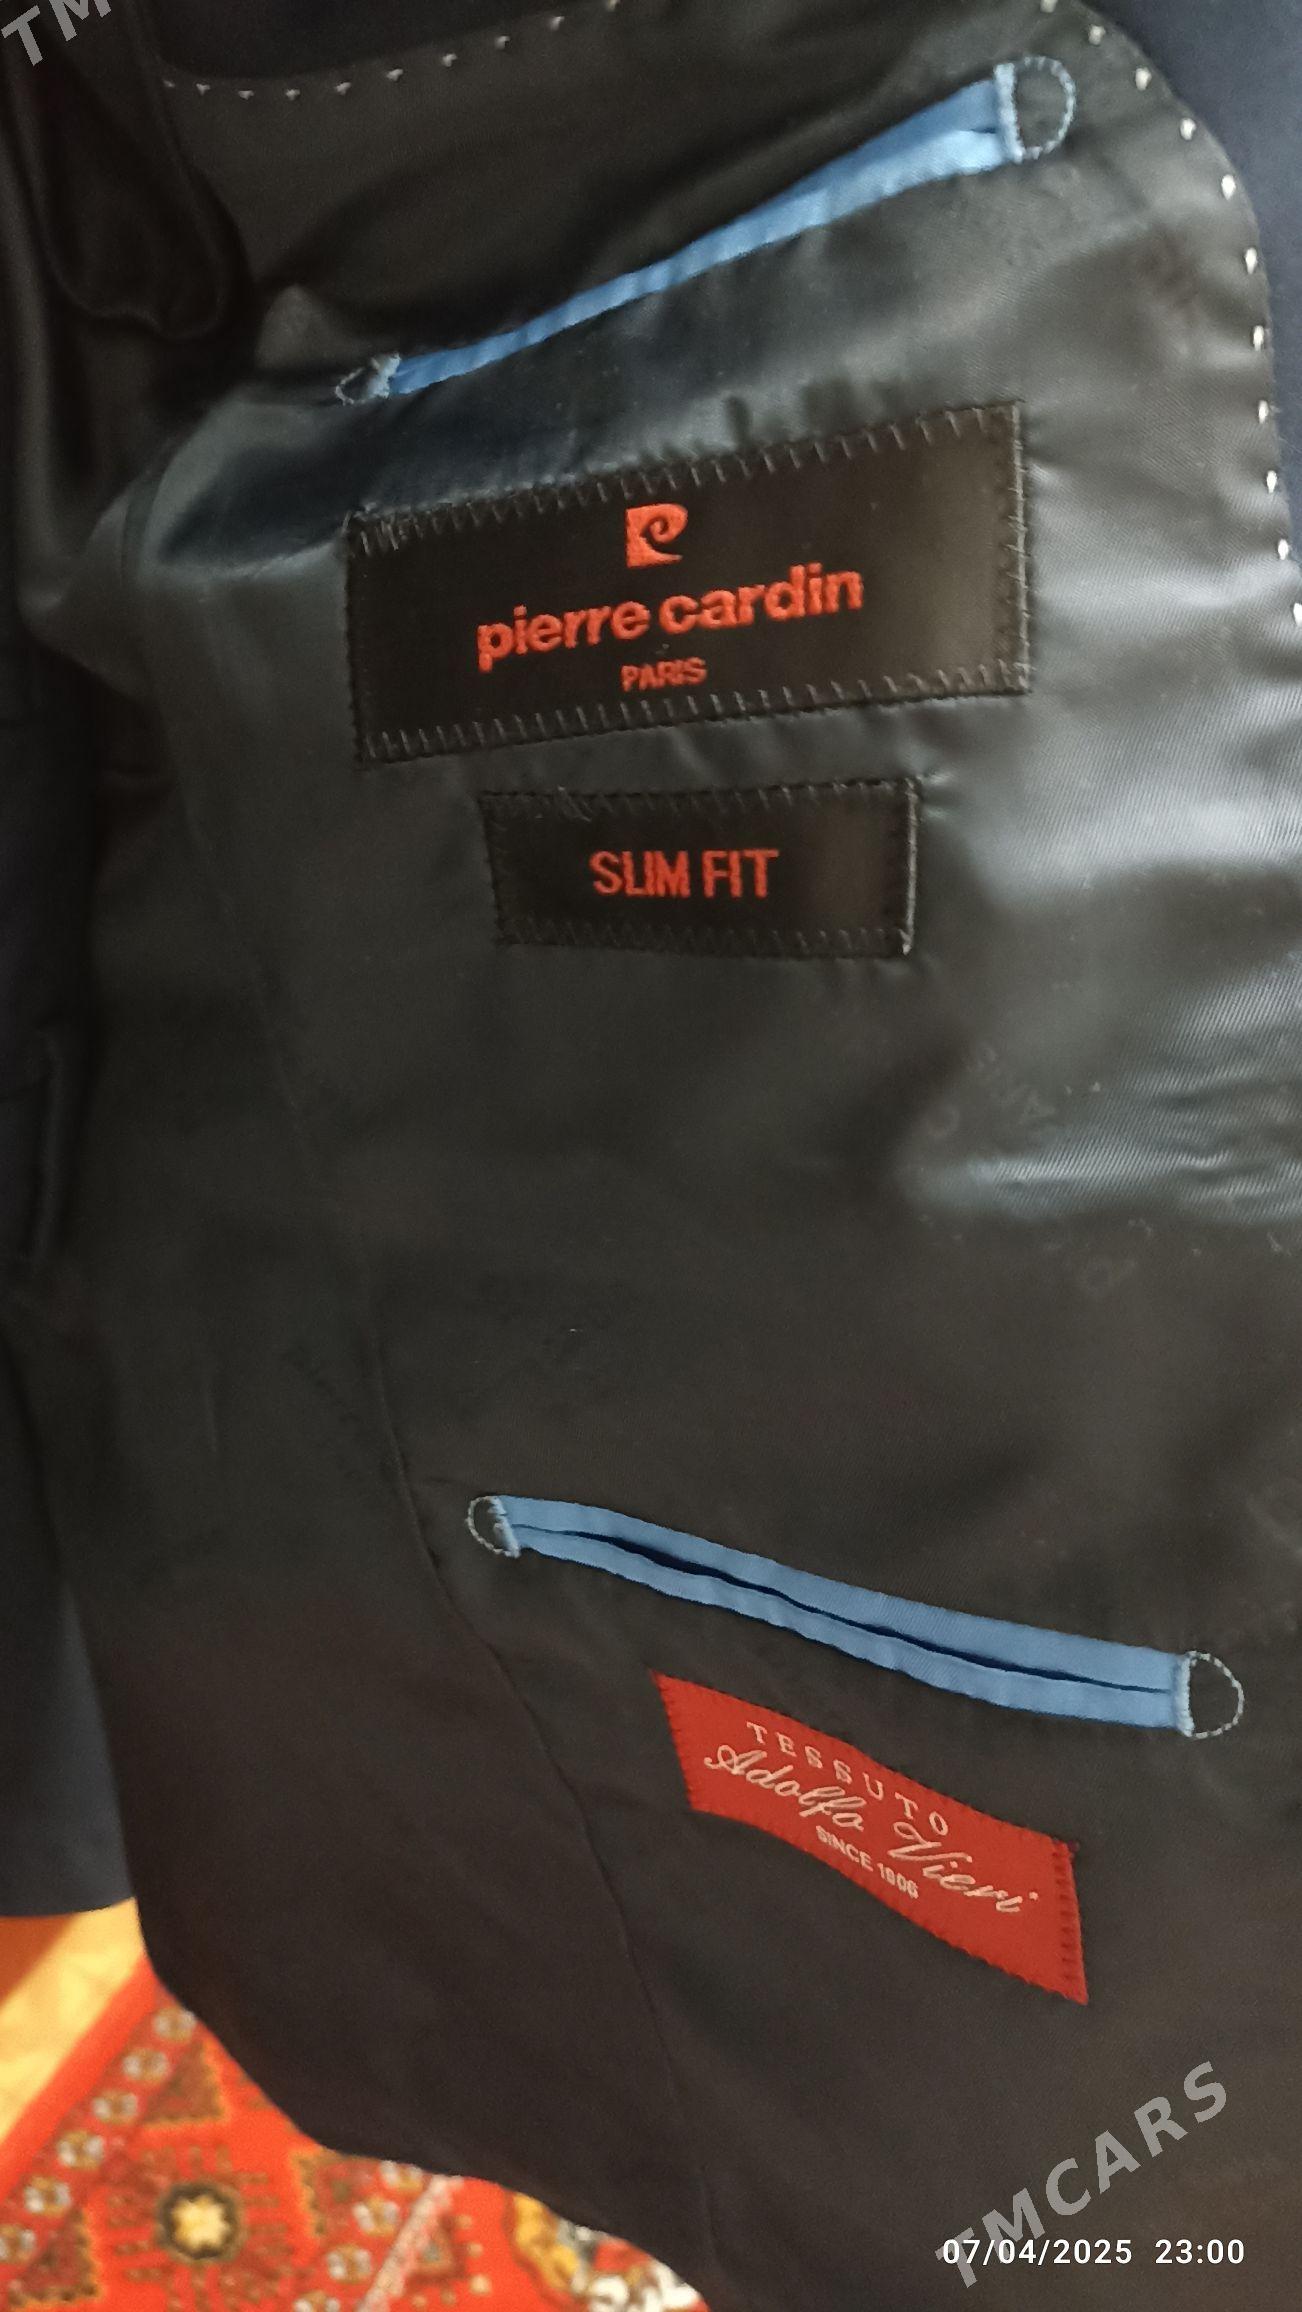 TM
pierre cardin
PARIS
SLIM FIT
TESSUTO
Adolfo Vieri
SINCE 1906
TMCARS
07/04/2025 23:00